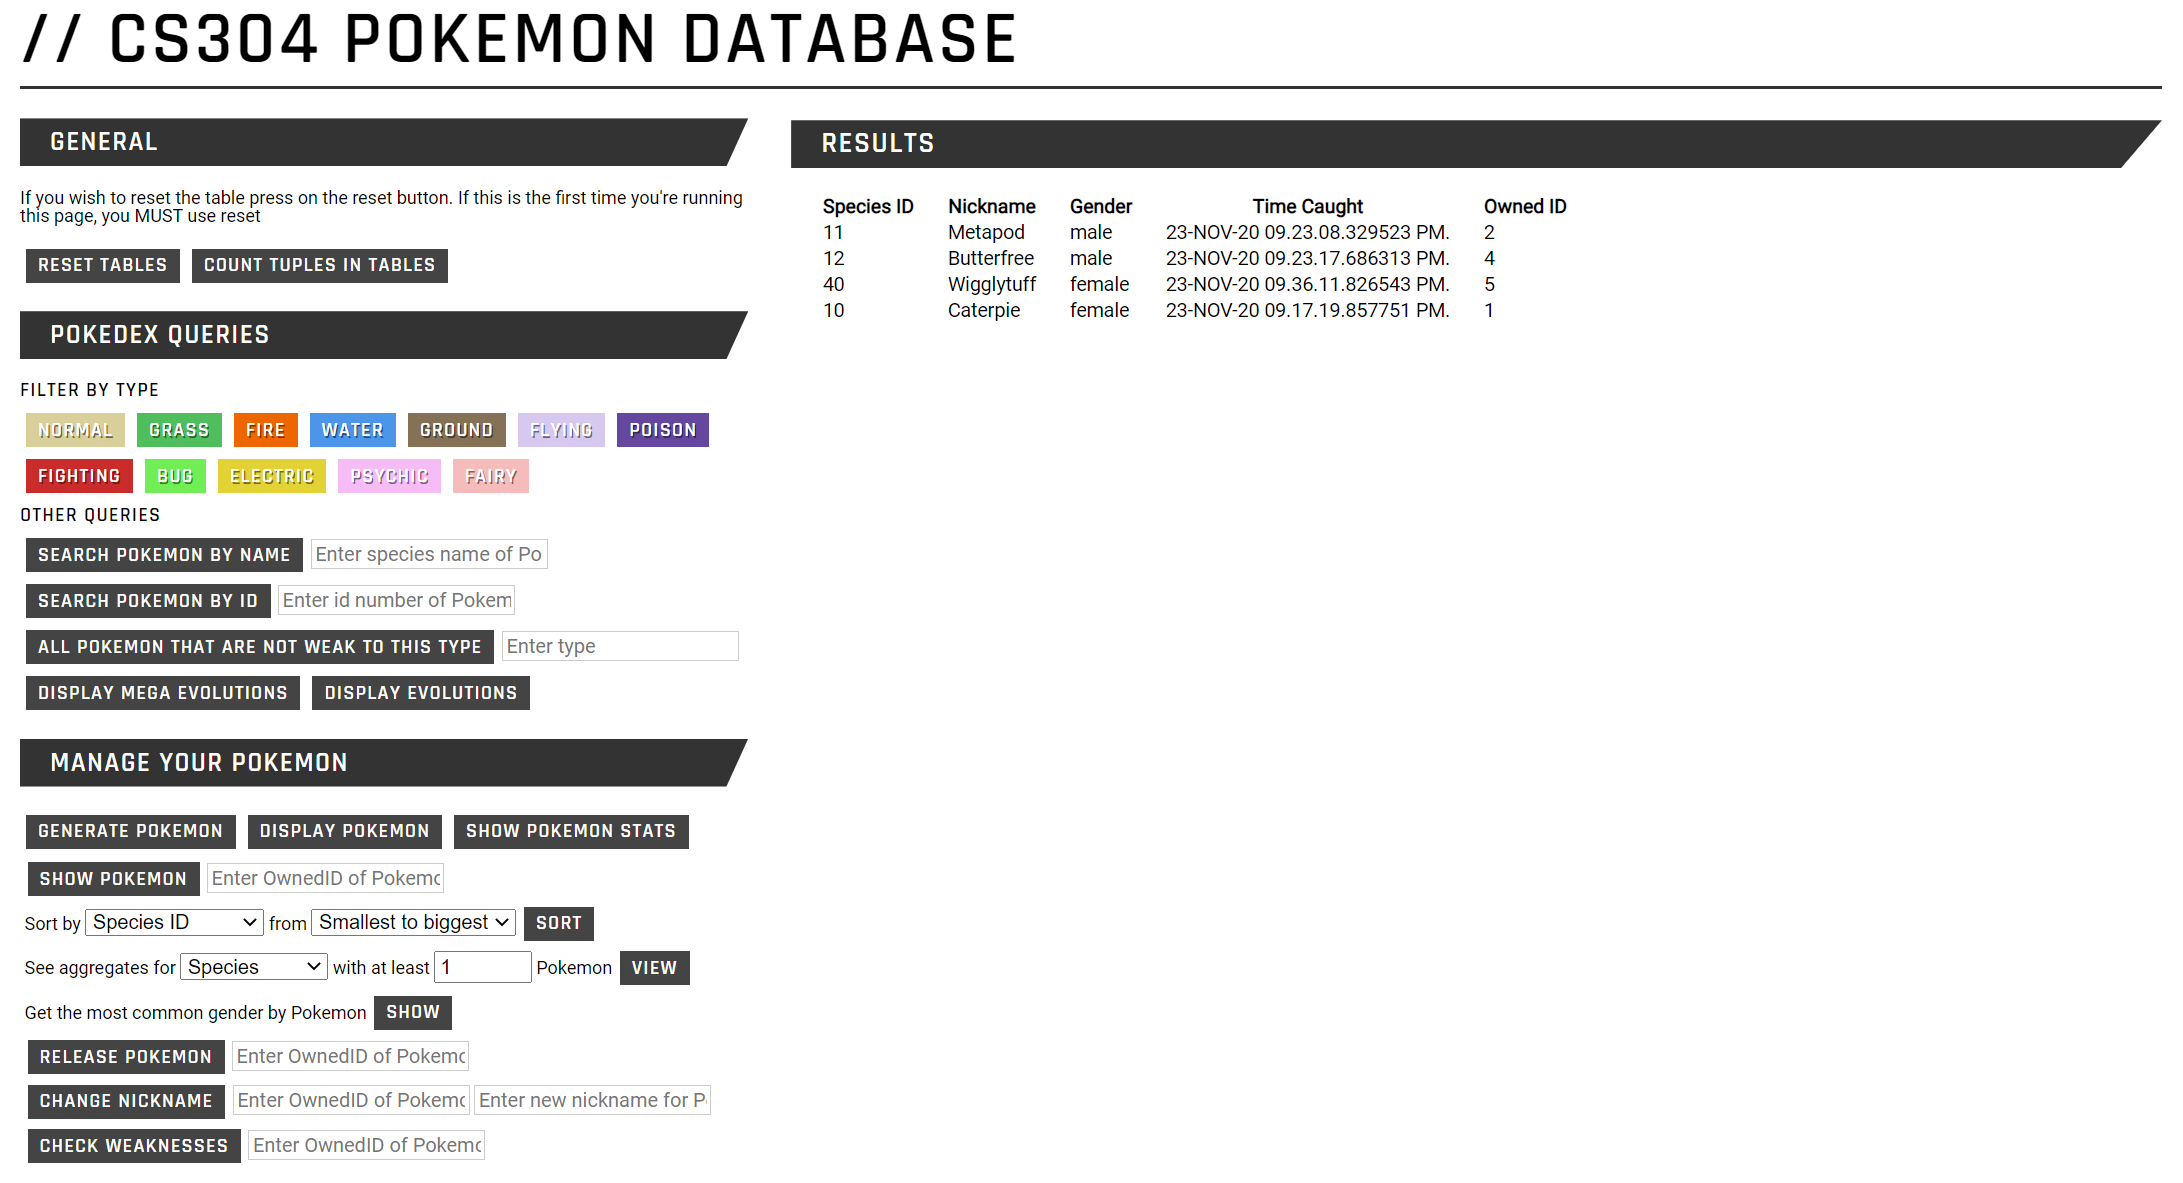 // CS304 POKEMON DATABASE
GENERAL
If you wish to reset the table press on the reset button. If this is the first time you're running
this page, you MUST use reset
RESET TABLES COUNT TUPLES IN TABLES
POKEDEX QUERIES
FILTER BY TYPE
NORMAL GRASS FIRE WATER GROUND FLYING POISON
FIGHTING BUG ELECTRIC PSYCHIC FAIRY
OTHER QUERIES
SEARCH POKEMON BY NAME Enter species name of Po
SEARCH POKEMON BY ID Enter id number of Pokem
ALL POKEMON THAT ARE NOT WEAK TO THIS TYPE Enter type
DISPLAY MEGA EVOLUTIONS DISPLAY EVOLUTIONS
MANAGE YOUR POKEMON
GENERATE POKEMON DISPLAY POKEMON SHOW POKEMON STATS
SHOW POKEMON Enter OwnedID of Pokemo
Sort by Species ID from Smallest to biggest SORT
See aggregates for Species with at least 1 Pokemon VIEW
Get the most common gender by Pokemon SHOW
RELEASE POKEMON Enter OwnedID of Pokemo
CHANGE NICKNAME Enter OwnedID of Pokemo Enter new nickname for P
CHECK WEAKNESSES Enter OwnedID of Pokemo
RESULTS
Species ID Nickname Gender Time Caught Owned ID
11 Metapod male 23-NOV-20 09.23.08.329523 PM. 2
12 Butterfree male 23-NOV-20 09.23.17.686313 PM. 4
40 Wigglytuff female 23-NOV-20 09.36.11.826543 PM. 5
10 Caterpie female 23-NOV-20 09.17.19.857751 PM. 1